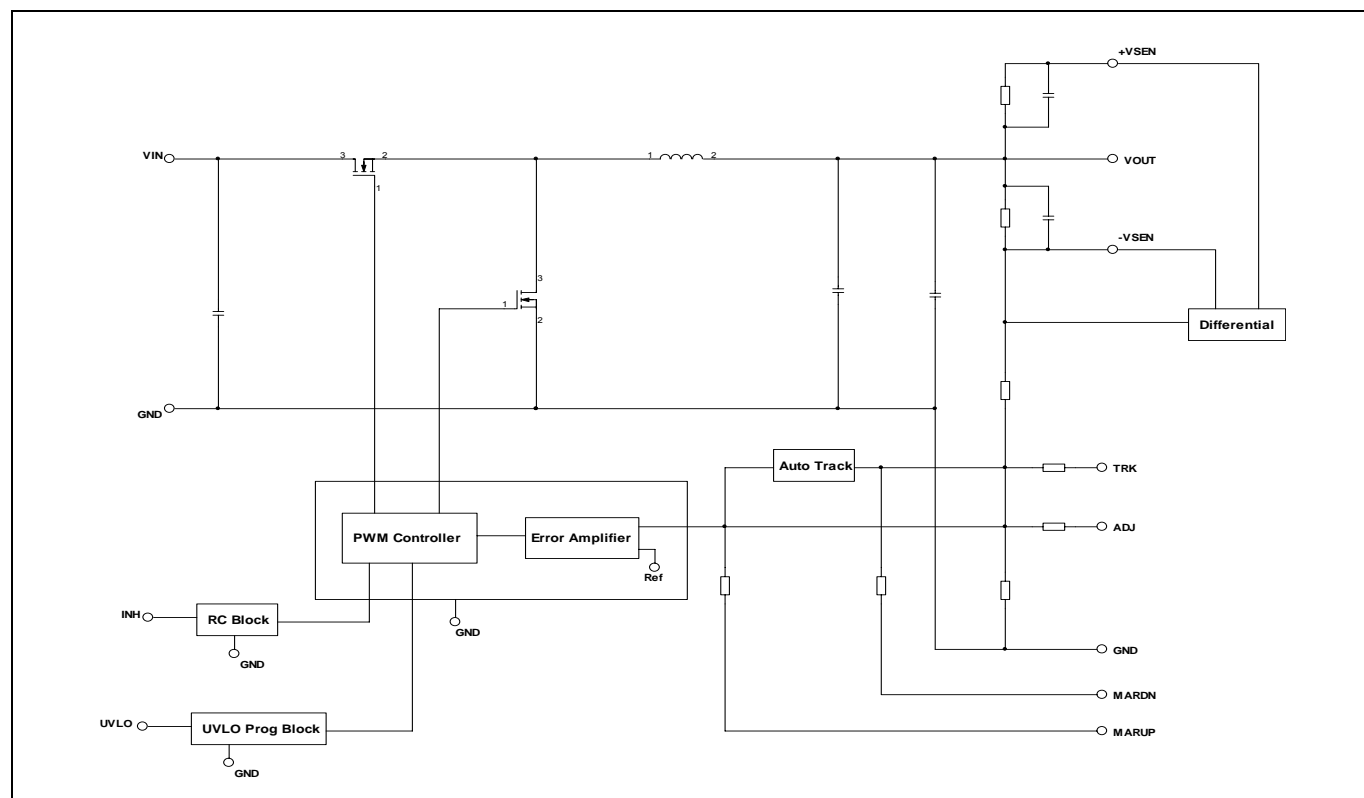 +VSEN
VIN
3
2
1
1
2
VOUT
-VSEN
3
1
2
Differential
GND
Auto Track
TRK
PWM Controller
Error Amplifier
ADJ
Ref
INH
RC Block
GND
GND
GND
MARDN
UVLO
UVLO Prog Block
MARUP
GND